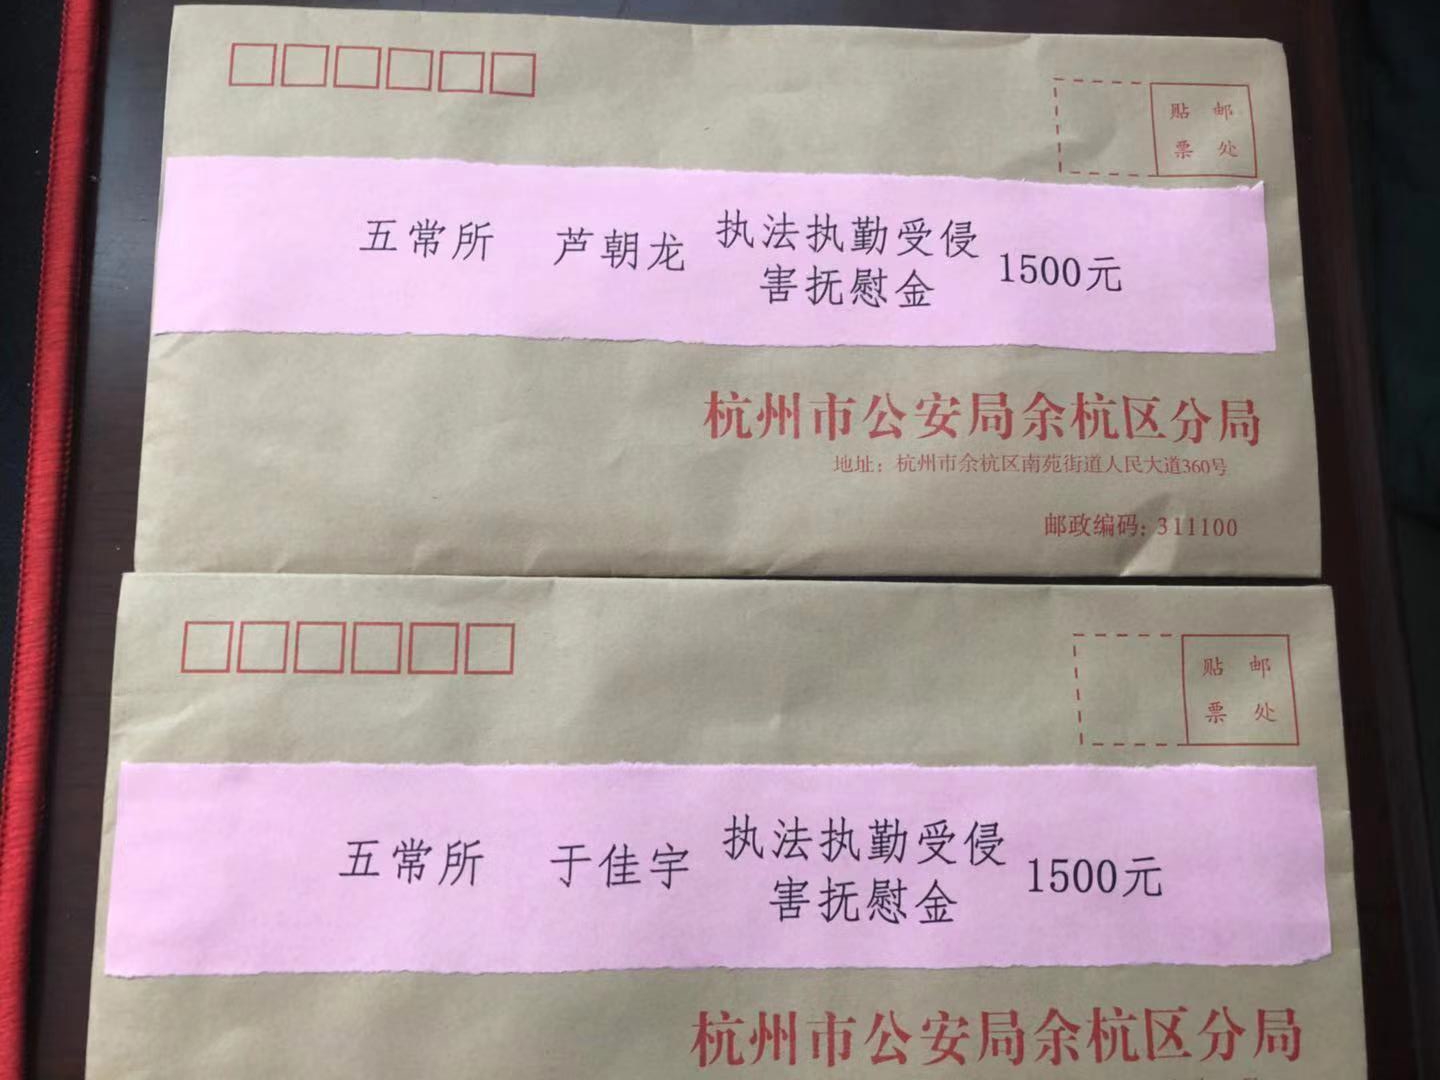 贴 邮
票 处
五常所 芦朝龙 执法执勤受侵害抚慰金 1500元
杭州市公安局余杭区分局
地址：杭州市余杭区南苑街道人民大道360号
邮政编码：311100
贴 邮
票 处
五常所 于佳宇 执法执勤受侵害抚慰金 1500元
杭州市公安局余杭区分局